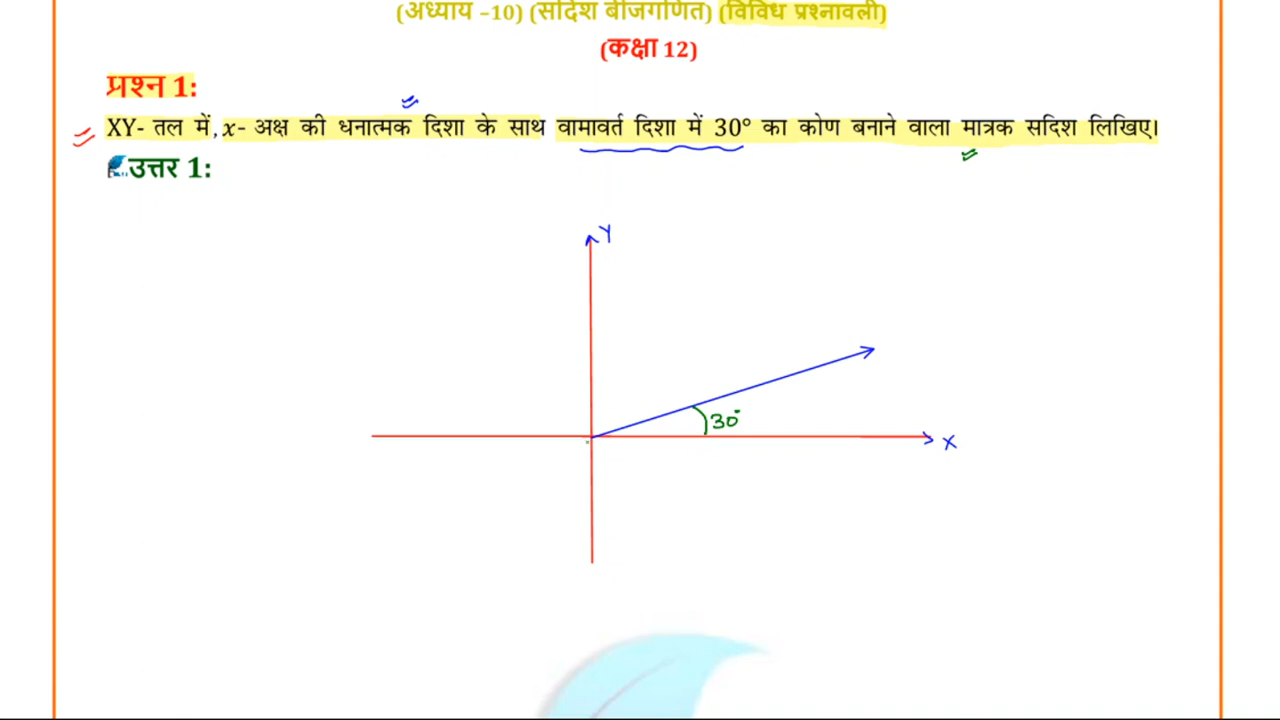 (अध्याय –10) (सदिश बीजगणित) (विविध प्रश्नावली)
(कक्षा 12)
प्रश्न 1:
XY- तल में, x- अक्ष की धनात्मक दिशा के साथ वामावर्त दिशा में 30° का कोण बनाने वाला मात्रक सदिश लिखिए।
उत्तर 1:
Y
30°
X